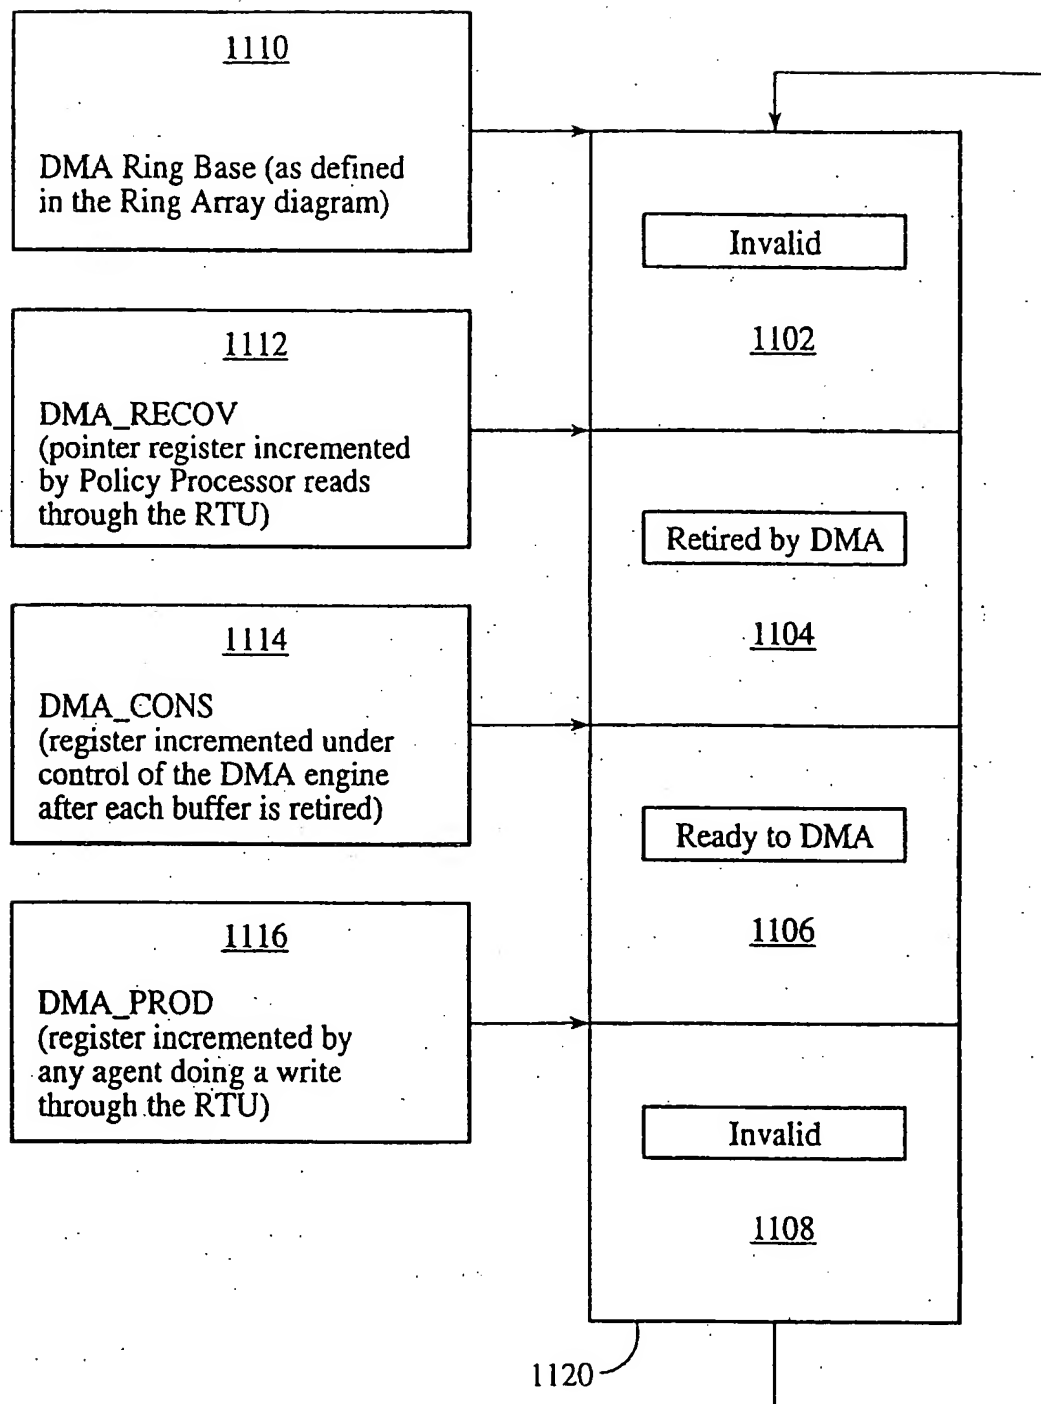 1110
DMA Ring Base (as defined
in the Ring Array diagram)
Invalid
1102
1112
DMA_RECOV
(pointer register incremented
by Policy Processor reads
through the RTU)
Retired by DMA
1104
1114
DMA_CONS
(register incremented under
control of the DMA engine
after each buffer is retired)
Ready to DMA
1106
1116
DMA_PROD
(register incremented by
any agent doing a write
through the RTU)
Invalid
1108
1120